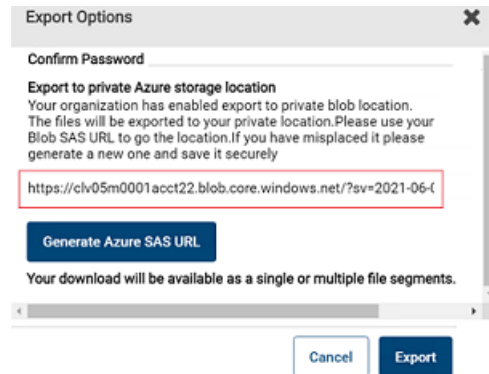 Export Options
Confirm Password
Export to private Azure storage location
Your organization has enabled export to private blob location.
The files will be exported to your private location.Please use your
Blob SAS URL to go the location.If you have misplaced it please
generate a new one and save it securely
https://clv05m0001acct22.blob.core.windows.net/?sv=2021-06-(
Generate Azure SAS URL
Your download will be available as a single or multiple file segments.
Cancel
Export